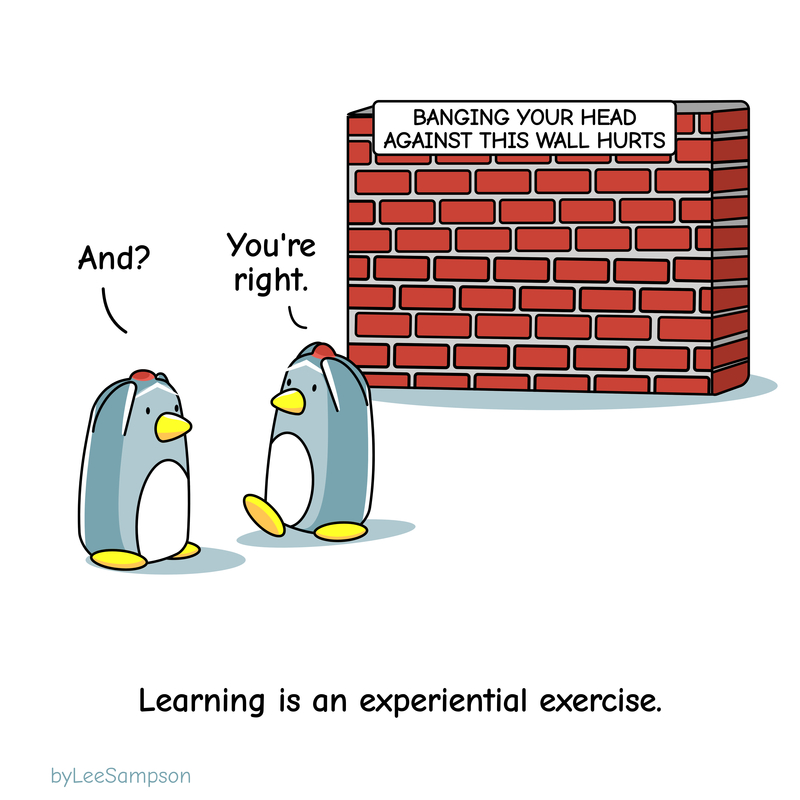 BANGING YOUR HEAD
AGAINST THIS WALL HURTS
And?
You're
right.
Learning is an experiential exercise.
byLeeSampson